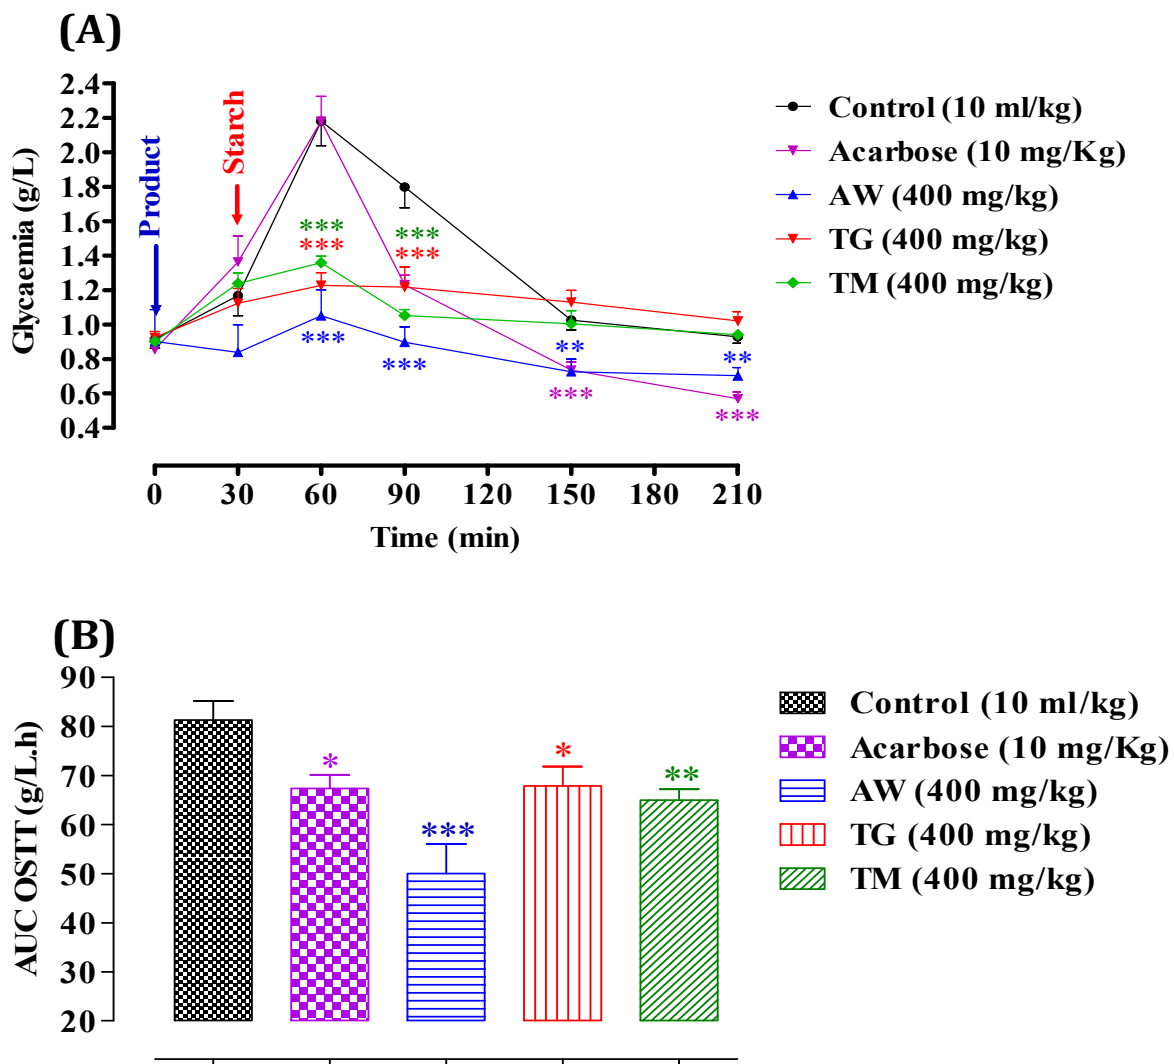 (A)
Glycaemia (g/L)
2.4
2.2
2.0
1.8
1.6
1.4
1.2
1.0
0.8
0.6
0.4
Product
Starch
***
***
***
***
***
***
**
***
**
***
0 30 60 90 120 150 180 210
Time (min)
Control (10 ml/kg)
Acarbose (10 mg/Kg)
AW (400 mg/kg)
TG (400 mg/kg)
TM (400 mg/kg)
(B)
AUC OSTT (g/L.h)
90
80
70
60
50
40
30
20
*
***
*
**
Control (10 ml/kg)
Acarbose (10 mg/Kg)
AW (400 mg/kg)
TG (400 mg/kg)
TM (400 mg/kg)